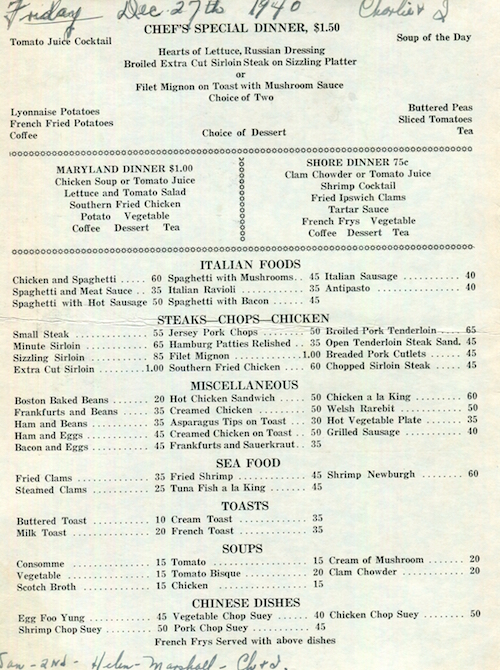 Friday Dec 27th 1940 Charlie & I
CHEF'S SPECIAL DINNER, $1.50
Tomato Juice Cocktail Soup of the Day
Hearts of Lettuce, Russian Dressing
Broiled Extra Cut Sirloin Steak on Sizzling Platter
or
Filet Mignon on Toast with Mushroom Sauce
Choice of Two
Lyonnaise Potatoes Buttered Peas
French Fried Potatoes Sliced Tomatoes
Coffee Choice of Dessert Tea
MARYLAND DINNER $1.00
Chicken Soup or Tomato Juice
Lettuce and Tomato Salad
Southern Fried Chicken
Potato Vegetable
Coffee Dessert Tea
SHORE DINNER 75c
Clam Chowder or Tomato Juice
Shrimp Cocktail
Fried Ipswich Clams
Tartar Sauce
French Frys Vegetable
Coffee Dessert Tea
ITALIAN FOODS
Chicken and Spaghetti ..... 60 Spaghetti with Mushrooms.. 45 Italian Sausage ........... 40
Spaghetti and Meat Sauce .. 35 Italian Ravioli .......... 35 Antipasto ................ 40
Spaghetti with Hot Sausage 50 Spaghetti with Bacon ...... 45
STEAKS—CHOPS—CHICKEN
Small Steak .............. 55 Jersey Pork Chops ........ 50 Broiled Pork Tenderloin .. 65
Minute Sirloin ........... 65 Hamburg Patties Relished .. 35 Open Tenderloin Steak Sand. 45
Sizzling Sirloin ......... 85 Filet Mignon ............ 1.00 Breaded Pork Cutlets ..... 45
Extra Cut Sirloin ....... 1.00 Southern Fried Chicken .... 60 Chopped Sirloin Steak .... 45
MISCELLANEOUS
Boston Baked Beans ....... 20 Hot Chicken Sandwich ..... 50 Chicken a la King ........ 60
Frankfurts and Beans ..... 35 Creamed Chicken .......... 50 Welsh Rarebit ............ 50
Ham and Beans ............ 35 Asparagus Tips on Toast .. 30 Hot Vegetable Plate ...... 35
Ham and Eggs ............. 45 Creamed Chicken on Toast .. 50 Grilled Sausage .......... 40
Bacon and Eggs ........... 45 Frankfurts and Sauerkraut.. 35
SEA FOOD
Fried Clams .............. 35 Fried Shrimp ............. 45 Shrimp Newburgh .......... 60
Steamed Clams ............ 25 Tuna Fish a la King ...... 45
TOASTS
Buttered Toast ........... 10 Cream Toast .............. 35
Milk Toast ............... 20 French Toast ............. 35
SOUPS
Consomme ................. 15 Tomato ................... 15 Cream of Mushroom ........ 20
Vegetable ................ 15 Tomato Bisque ............ 20 Clam Chowder ............. 20
Scotch Broth ............. 15 Chicken .................. 15
CHINESE DISHES
Egg Foo Yung ............. 45 Vegetable Chop Suey ...... 40 Chicken Chop Suey ........ 50
Shrimp Chop Suey ......... 50 Pork Chop Suey ........... 45
French Frys Served with above dishes
Jan - 2nd - Helen - Marshall - Ch & I.